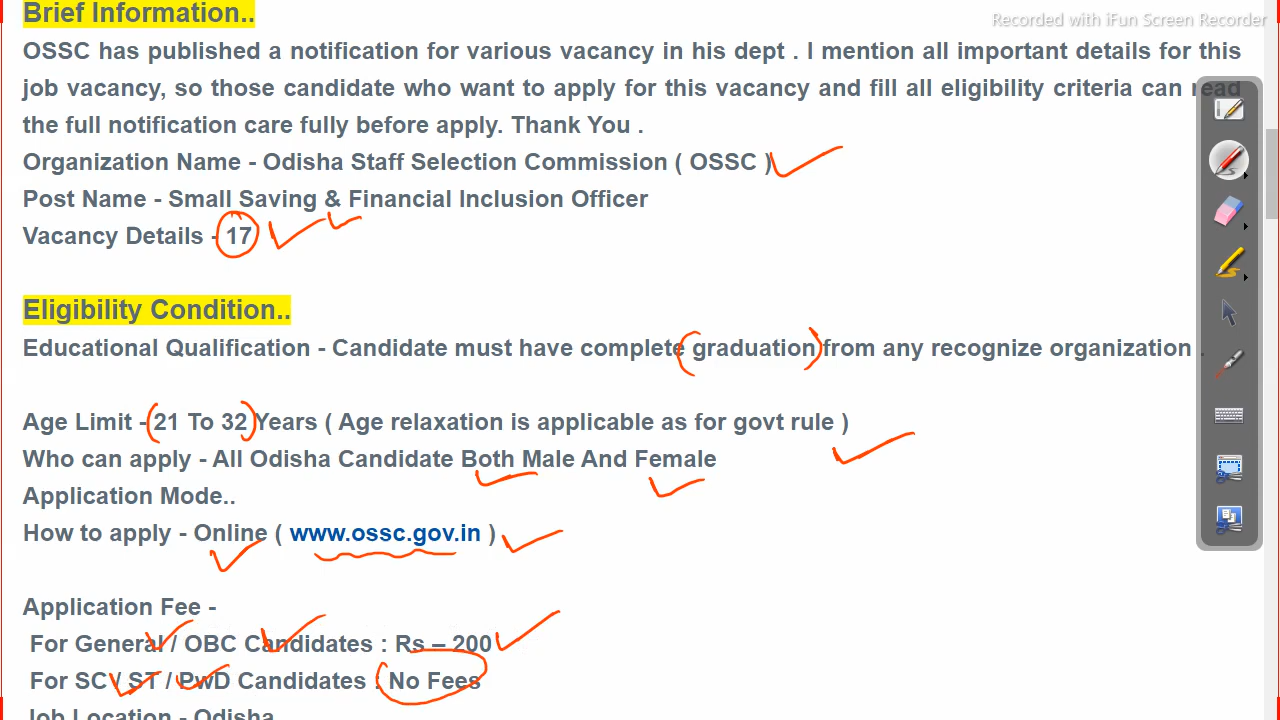 Brief Information..
Recorded with iFun Screen Recorder
OSSC has published a notification for various vacancy in his dept . I mention all important details for this
job vacancy, so those candidate who want to apply for this vacancy and fill all eligibility criteria can read
the full notification care fully before apply. Thank You .
Organization Name - Odisha Staff Selection Commission ( OSSC )
Post Name - Small Saving & Financial Inclusion Officer
Vacancy Details - 17
Eligibility Condition..
Educational Qualification - Candidate must have complete graduation from any recognize organization .
Age Limit - 21 To 32 Years ( Age relaxation is applicable as for govt rule )
Who can apply - All Odisha Candidate Both Male And Female
Application Mode..
How to apply - Online ( www.ossc.gov.in )
Application Fee -
For General / OBC Candidates : Rs – 200
For SC / ST / PwD Candidates : No Fees
Job Location - Odisha